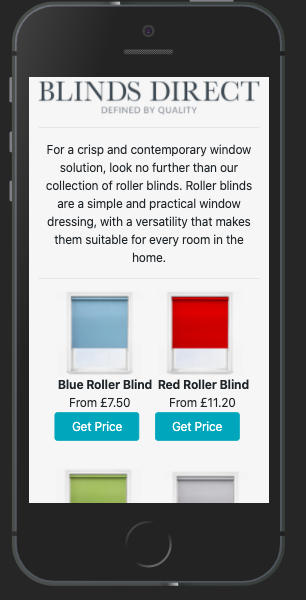 BLINDS DIRECT
DEFINED BY QUALITY
For a crisp and contemporary window
solution, look no further than our
collection of roller blinds. Roller blinds
are a simple and practical window
dressing, with a versatility that makes
them suitable for every room in the
home.
Blue Roller Blind
From £7.50
Get Price
Red Roller Blind
From £11.20
Get Price